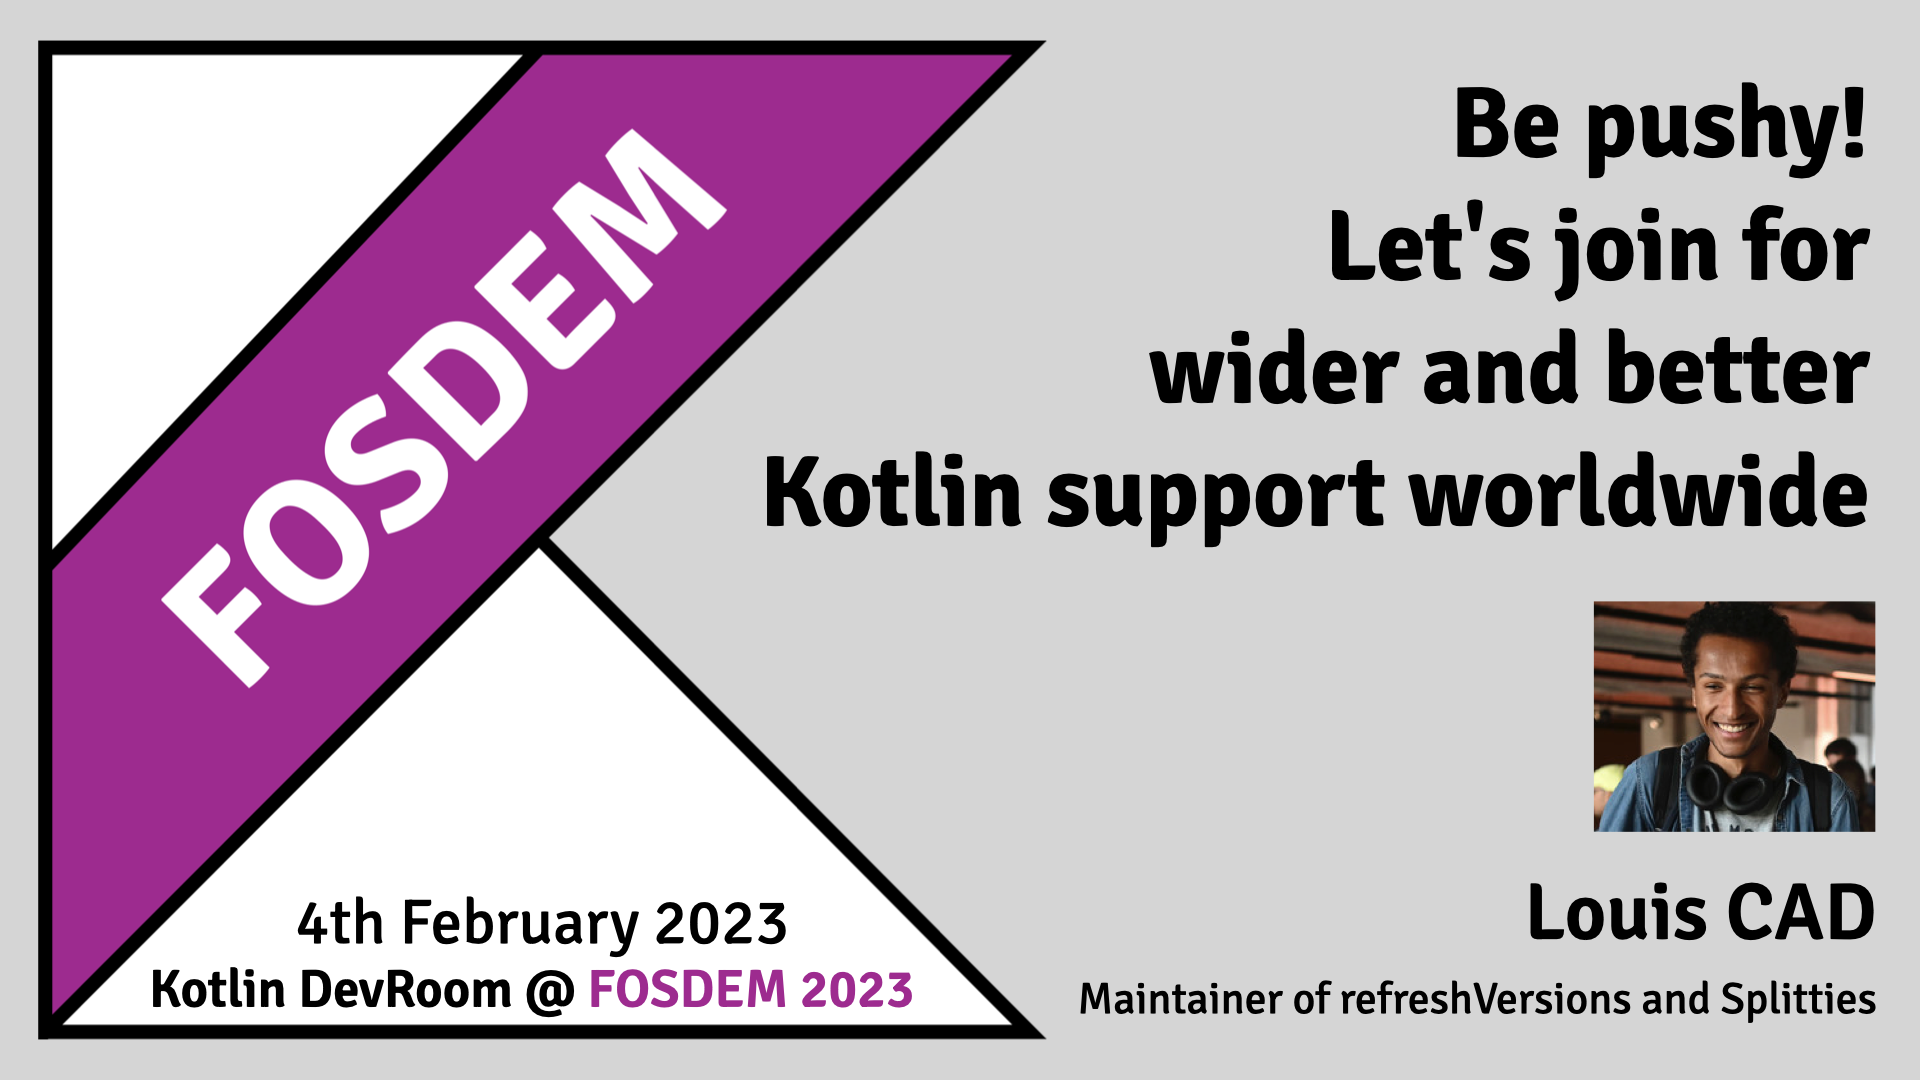 FOSDEM
Be pushy!
Let's join for
wider and better
Kotlin support worldwide
Louis CAD
Maintainer of refreshVersions and Splitties
4th February 2023
Kotlin DevRoom @ FOSDEM 2023